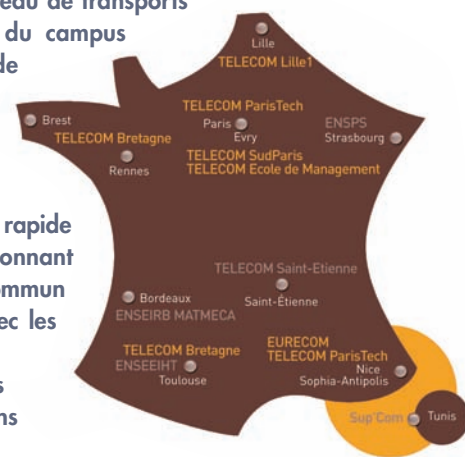 eau de transports
du campus
de
rapide
onnant
ommun
ec les
s
ns
Lille
TELECOM Lille1
TELECOM ParisTech
Paris
Evry
ENSPS
Strasbourg
Brest
TELECOM Bretagne
Rennes
TELECOM SudParis
TELECOM Ecole de Management
TELECOM Saint-Etienne
Saint-Étienne
Bordeaux
ENSEIRB MATMECA
TELECOM Bretagne
ENSEEIHT
Toulouse
EURECOM
TELECOM ParisTech
Nice
Sophia-Antipolis
Sup'Com
Tunis